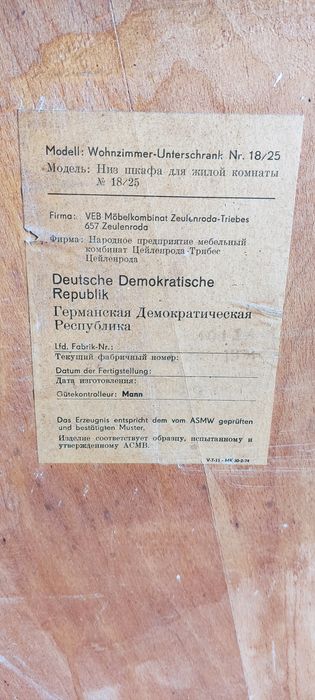 Modell: Wohnzimmer-Unterschrank Nr. 18/25
Модель: Низ шкафа для жилой комнаты
№ 18/25
Firma: VEB Möbelkombinat Zeulenroda-Triebes
657 Zeulenroda
Фирма: Народное предприятие мебельный
комбинат Цейленрода-Трибес
Цейленрода
Deutsche Demokratische
Republik
Германская Демократическая
Республика
Lfd. Fabrik-Nr.:
Текущий фабричный номер:
Datum der Fertigstellung:
Дата изготовления:
Gütekontrolleur: Mann
Das Erzeugnis entspricht dem vom ASMW geprüften
und bestätigten Muster.
Изделие соответствует образцу, испытанному и
утвержденному АСМВ.